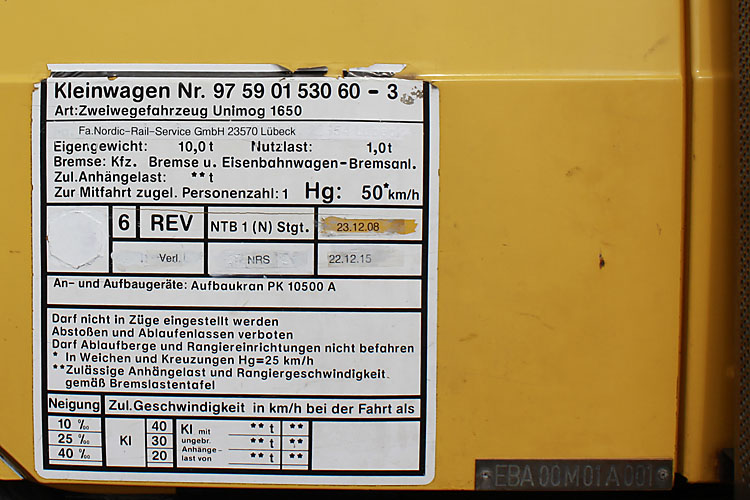 Kleinwagen Nr. 97 59 01 530 60 - 3
Art:Zweiwegefahrzeug Unimog 1650
Fa.Nordic-Rail-Service GmbH 23570 Lübeck
Eigengewicht: 10,0 t Nutzlast: 1,0 t
Bremse: Kfz. Bremse u. Eisenbahnwagen-Bremsanl.
Zul.Anhängelast: **t
Zur Mitfahrt zugel. Personenzahl: 1 Hg: 50*km/h
6 REV NTB 1 (N) Stgt. 23.12.08
Verl. NRS 22.12.15
An- und Aufbaugeräte: Aufbaukran PK 10500 A
Darf nicht in Züge eingestellt werden
Abstoßen und Ablaufenlassen verboten
Darf Ablaufberge und Rangiereinrichtungen nicht befahren
* In Weichen und Kreuzungen Hg=25 km/h
**Zulässige Anhängelast und Rangiergeschwindigkeit
gemäß Bremslastentafel
Neigung Zul.Geschwindigkeit in km/h bei der Fahrt als
10 ‰ Kl 40 Kl mit **t **
25 ‰ 30 ungebr. **t **
40 ‰ 20 Anhänge-last von **t **
EBA 00 M 01 A 001